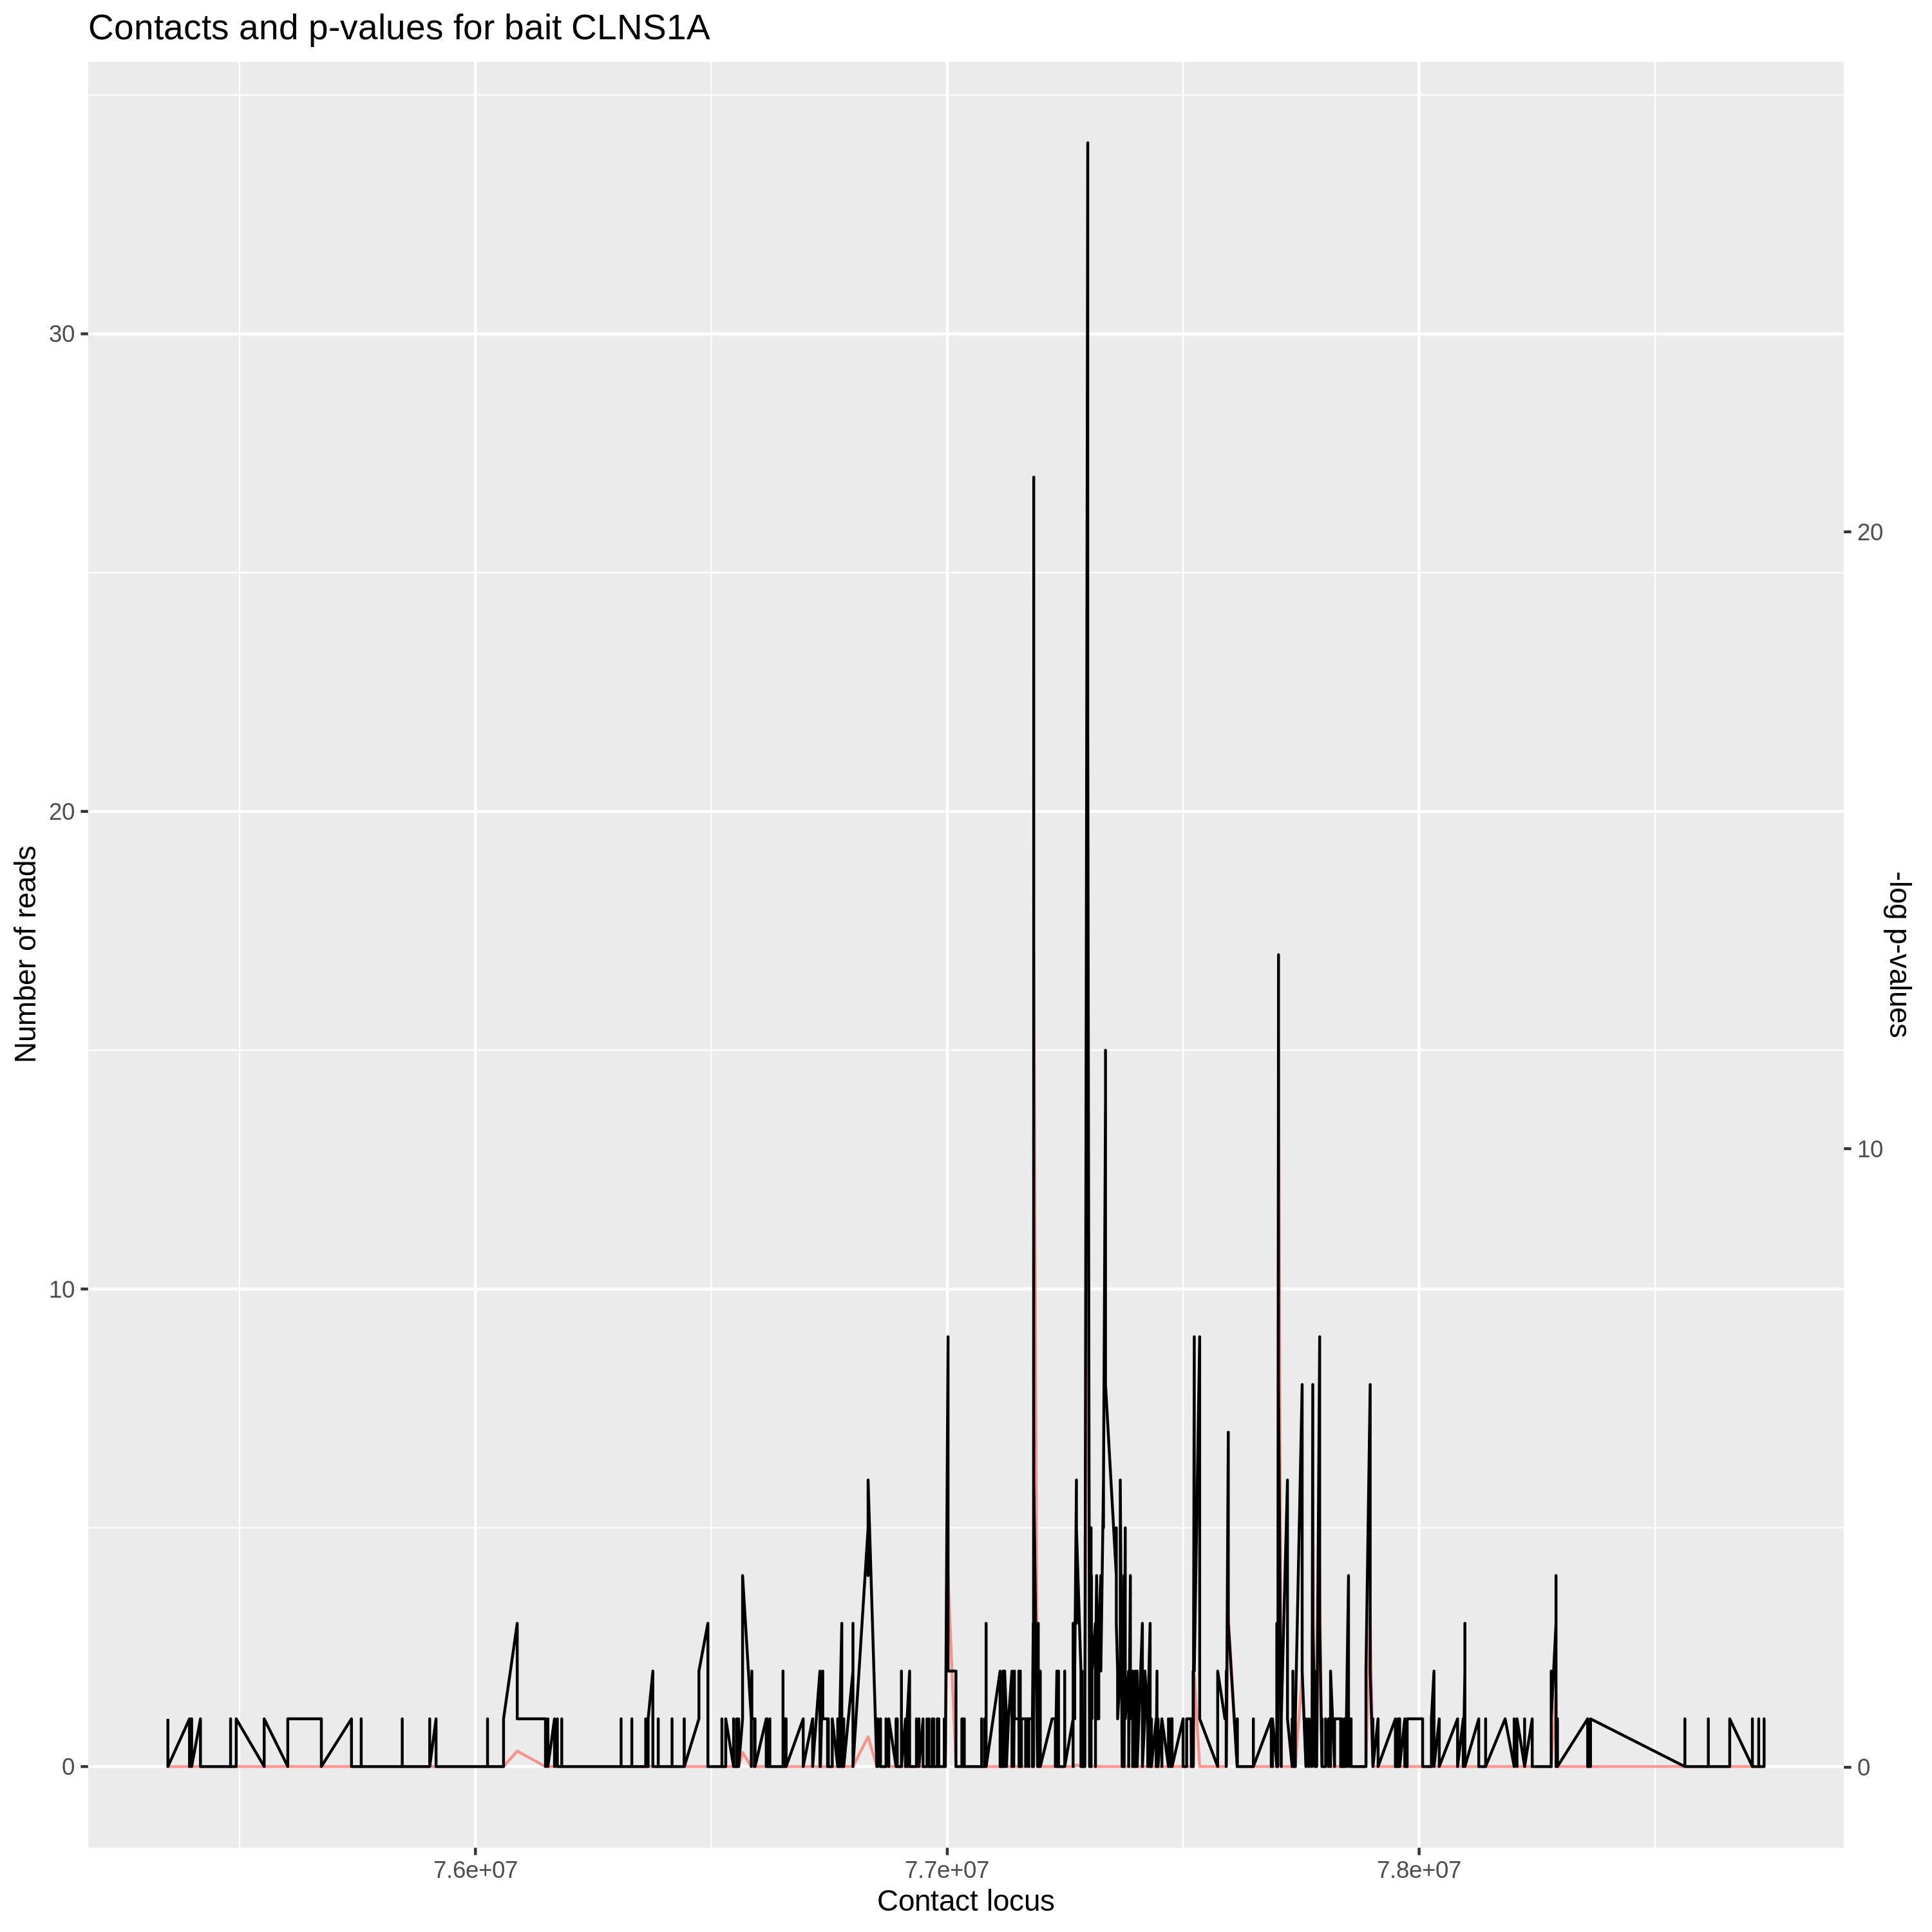 Contacts and p-values for bait CLNS1A
30
20
10
0
Number of reads
20
10
0
-log p-values
7.6e+07
7.7e+07
7.8e+07
Contact locus